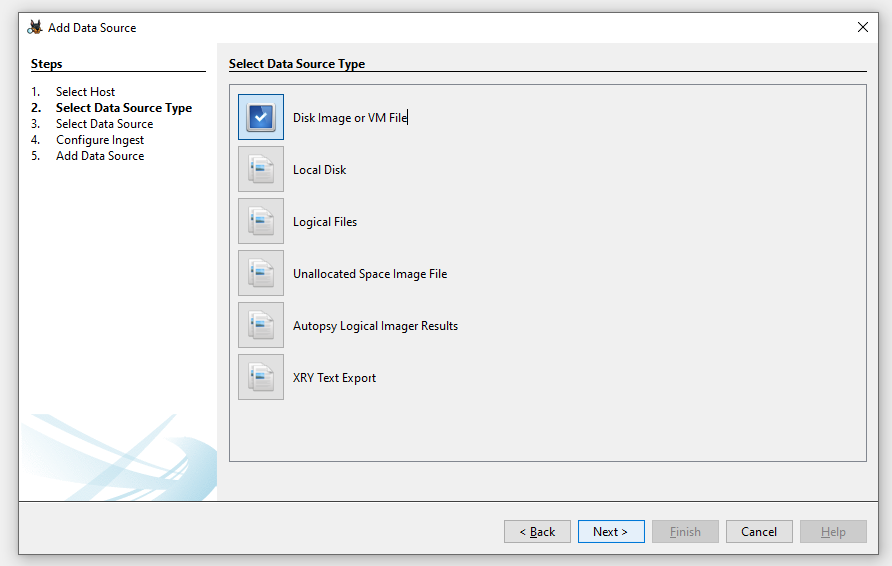 Add Data Source
Steps
1. Select Host
2. Select Data Source Type
3. Select Data Source
4. Configure Ingest
5. Add Data Source
Select Data Source Type
Disk Image or VM File
Local Disk
Logical Files
Unallocated Space Image File
Autopsy Logical Imager Results
XRY Text Export
< Back
Next >
Finish
Cancel
Help